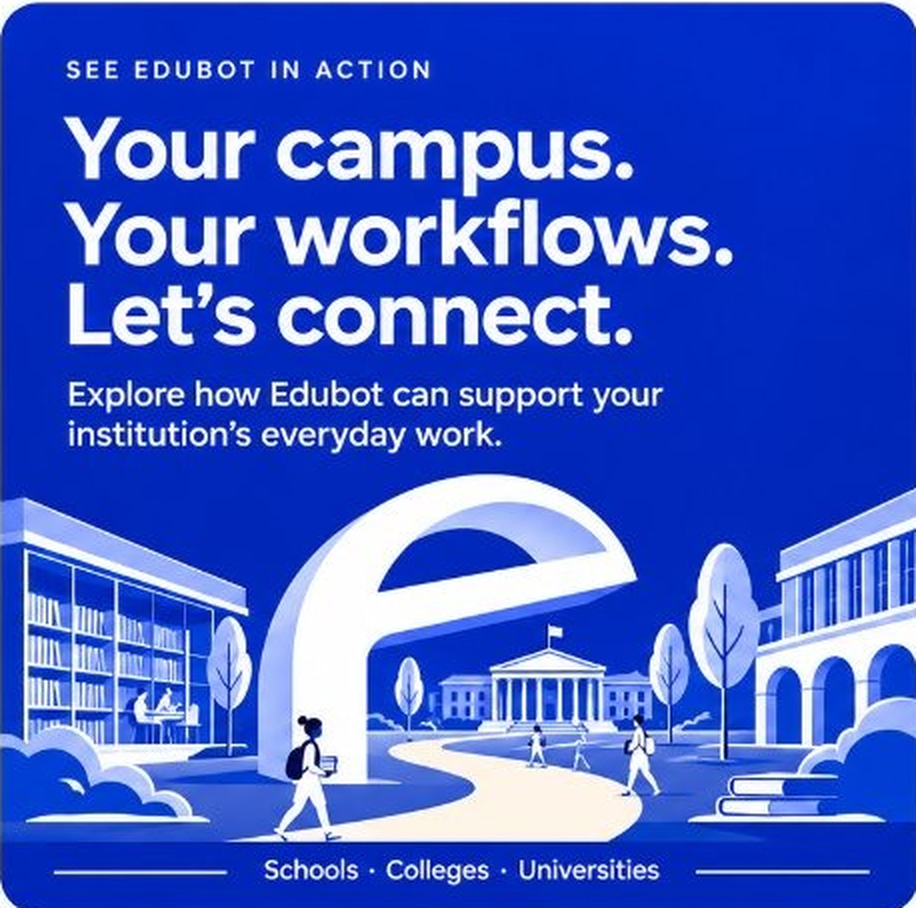 SEE EDUBOT IN ACTION
Your campus.
Your workflows.
Let’s connect.
Explore how Edubot can support your
institution’s everyday work.
e
Schools · Colleges · Universities